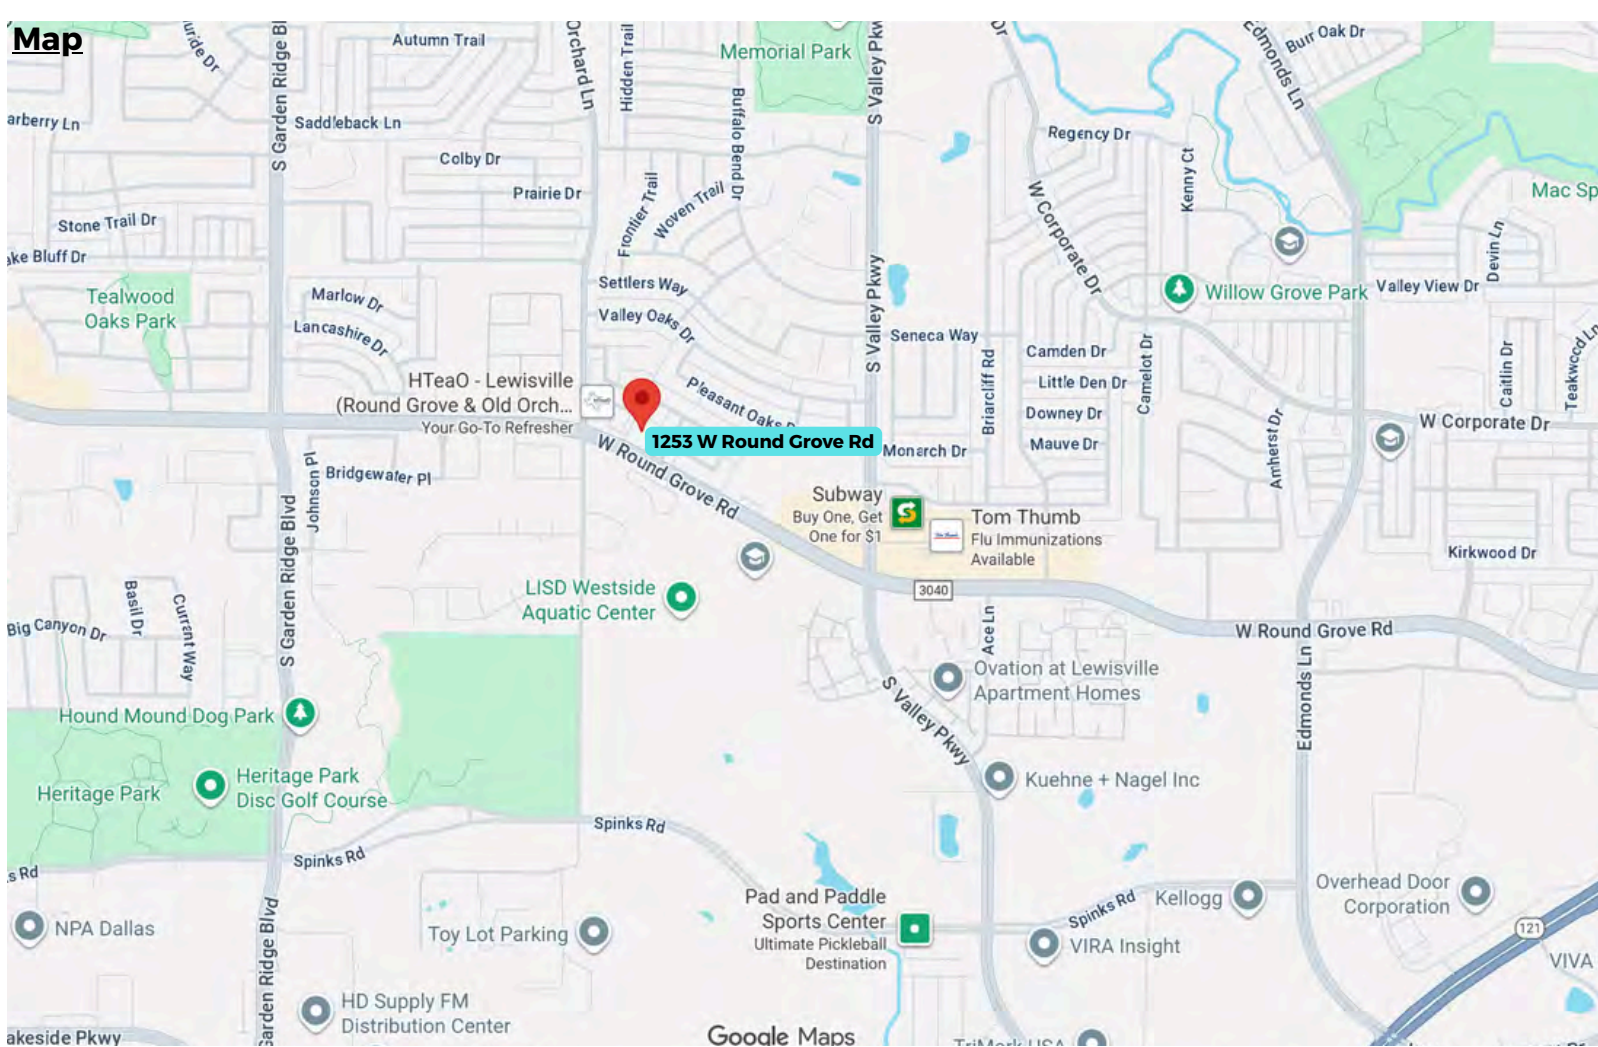 Map
Autumn Trail
Memorial Park
Burr Oak Dr
S Garden Ridge Bl
Orchard Ln
Hidden Trail
Buffalo Bend Dr
S Valley Pkw
Dr
Edmonds Ln
arberry Ln
Saddleback Ln
Regency Dr
Colby Dr
Prairie Dr
Kenny Ct
Mac Sp
Stone Trail Dr
Frontier Trail
Woven Trail
W Corporate Dr
ake Bluff Dr
Devin Ln
Settlers Way
S Valley Pkwy
Willow Grove Park
Valley View Dr
Tealwood
Oaks Park
Marlow Dr
Lancashire Dr
Valley Oaks Dr
Seneca Way
Camden Dr
Camelot Dr
Caitlin Dr
HTeaO - Lewisville
(Round Grove & Old Orch...
Your Go-To Refresher
Pleasant Oaks
Little Den Dr
Briarcliff Rd
Downey Dr
W Corporate Dr
1253 W Round Grove Rd
Monarch Dr
Mauve Dr
Amherst Dr
W Round Grove Rd
Johnson Pl
Bridgewater Pl
Subway
Buy One, Get
One for $1
Tom Thumb
Flu Immunizations
Available
Kirkwood Dr
S Garden Ridge Blvd
LISD Westside
Aquatic Center
3040
Basil Dr
Currant Way
Big Canyon Dr
Ace Ln
W Round Grove Rd
Ovation at Lewisville
Apartment Homes
Edmonds Ln
S Valley Pkwy
Hound Mound Dog Park
Heritage Park
Heritage Park
Disc Golf Course
Kuehne + Nagel Inc
Spinks Rd
Spinks Rd
s Rd
Pad and Paddle
Sports Center
Ultimate Pickleball
Destination
Spinks Rd
Kellogg
Overhead Door
Corporation
NPA Dallas
Toy Lot Parking
VIRA Insight
121
VIVA
Garden Ridge Blvd
HD Supply FM
Distribution Center
akeside Pkwy
Google Maps
TriMark USA